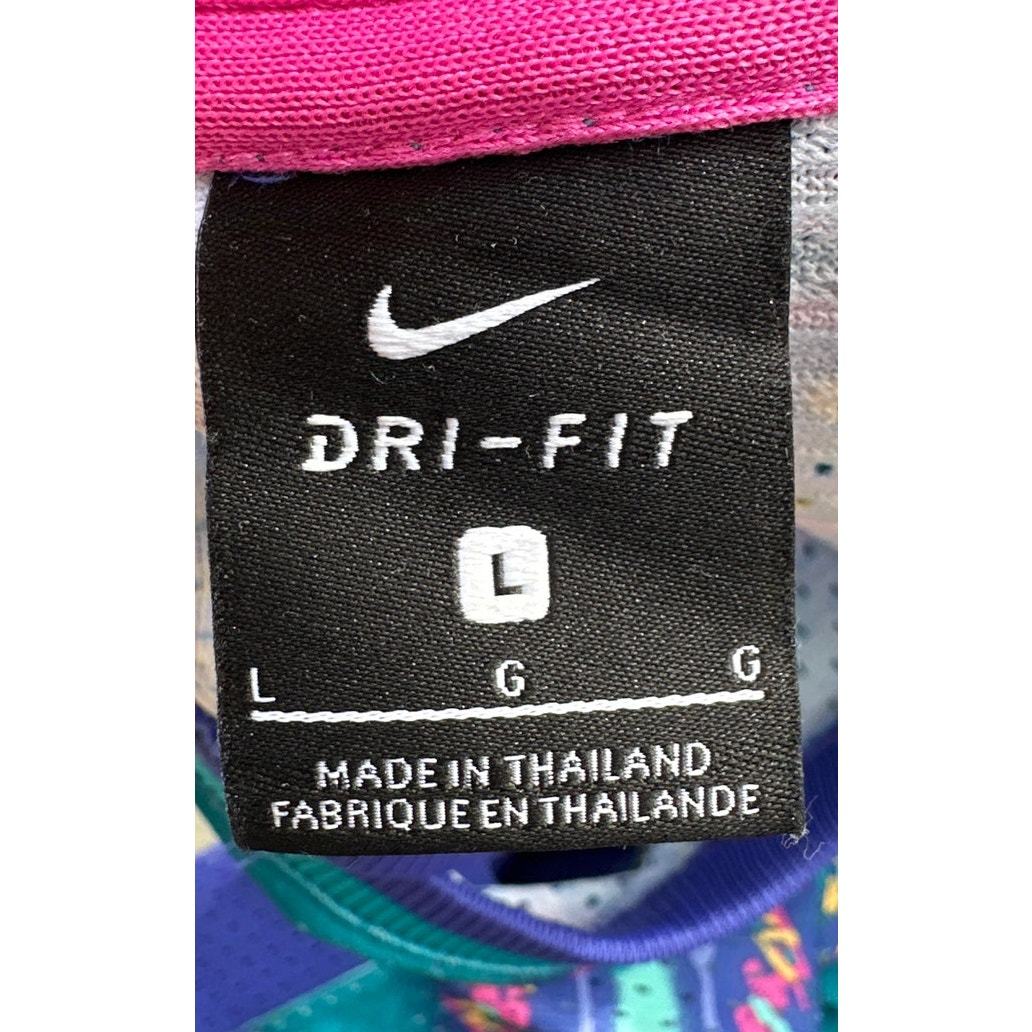 DRI-FIT
L
L G G
MADE IN THAILAND
FABRIQUE EN THAILANDE